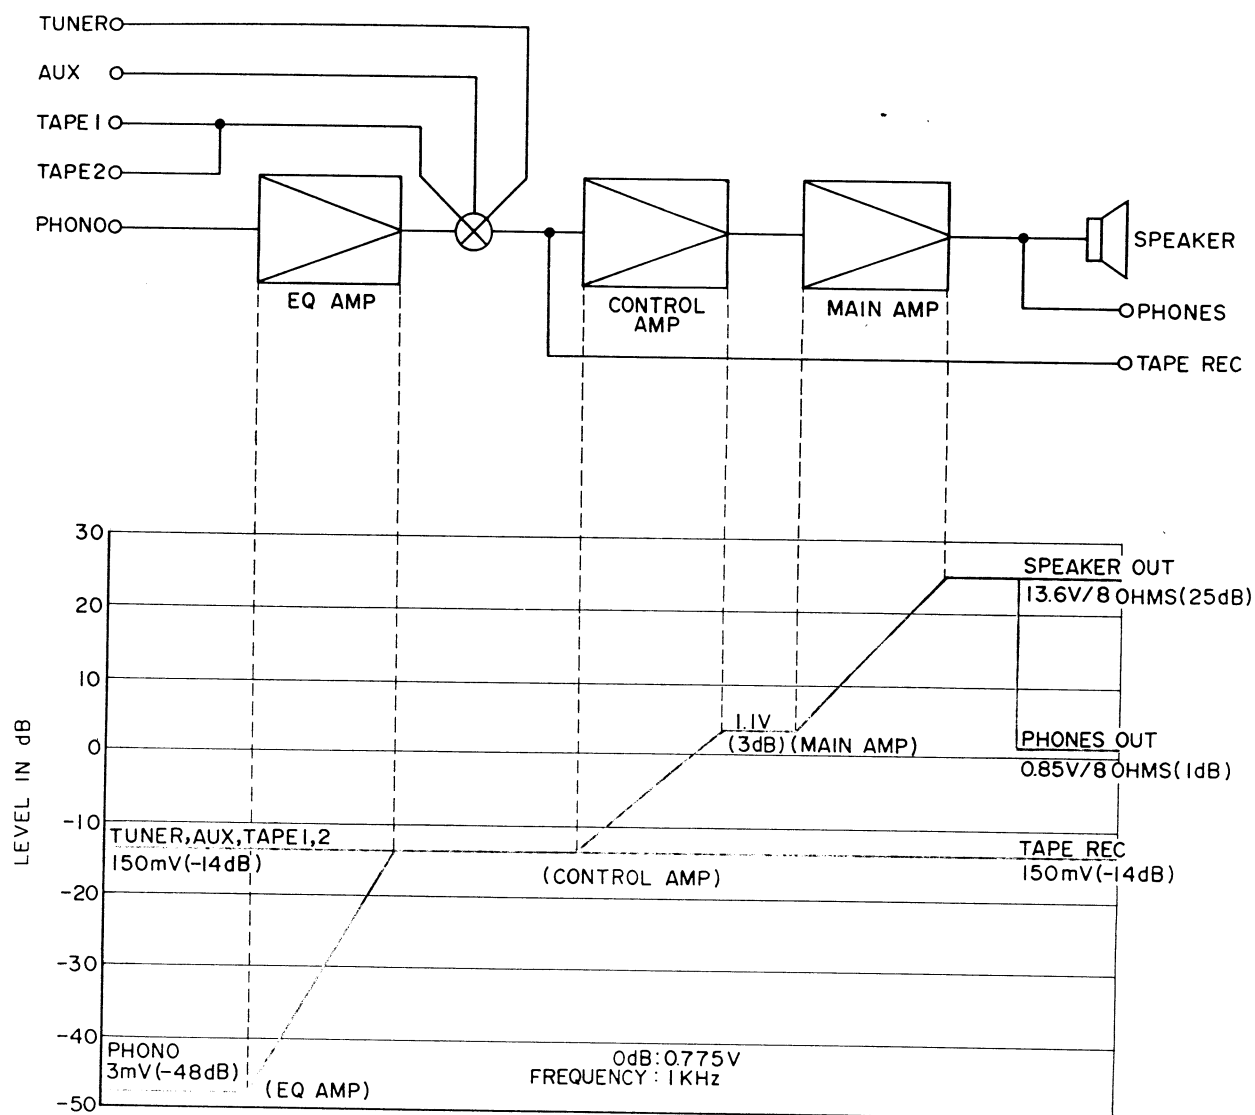 TUNER
AUX
TAPE1
TAPE2
PHONO
EQ AMP
CONTROL
AMP
MAIN AMP
SPEAKER
PHONES
TAPE REC
LEVEL IN dB
30
20
10
0
-10
-20
-30
-40
-50
SPEAKER OUT
13.6V/8 OHMS(25dB)
1.1V
(3dB)
(MAIN AMP)
PHONES OUT
0.85V/8 OHMS(1dB)
TUNER,AUX,TAPE1,2
150mV(-14dB)
(CONTROL AMP)
TAPE REC
150mV(-14dB)
PHONO
3mV(-48dB)
(EQ AMP)
0dB:0.775V
FREQUENCY:1KHz